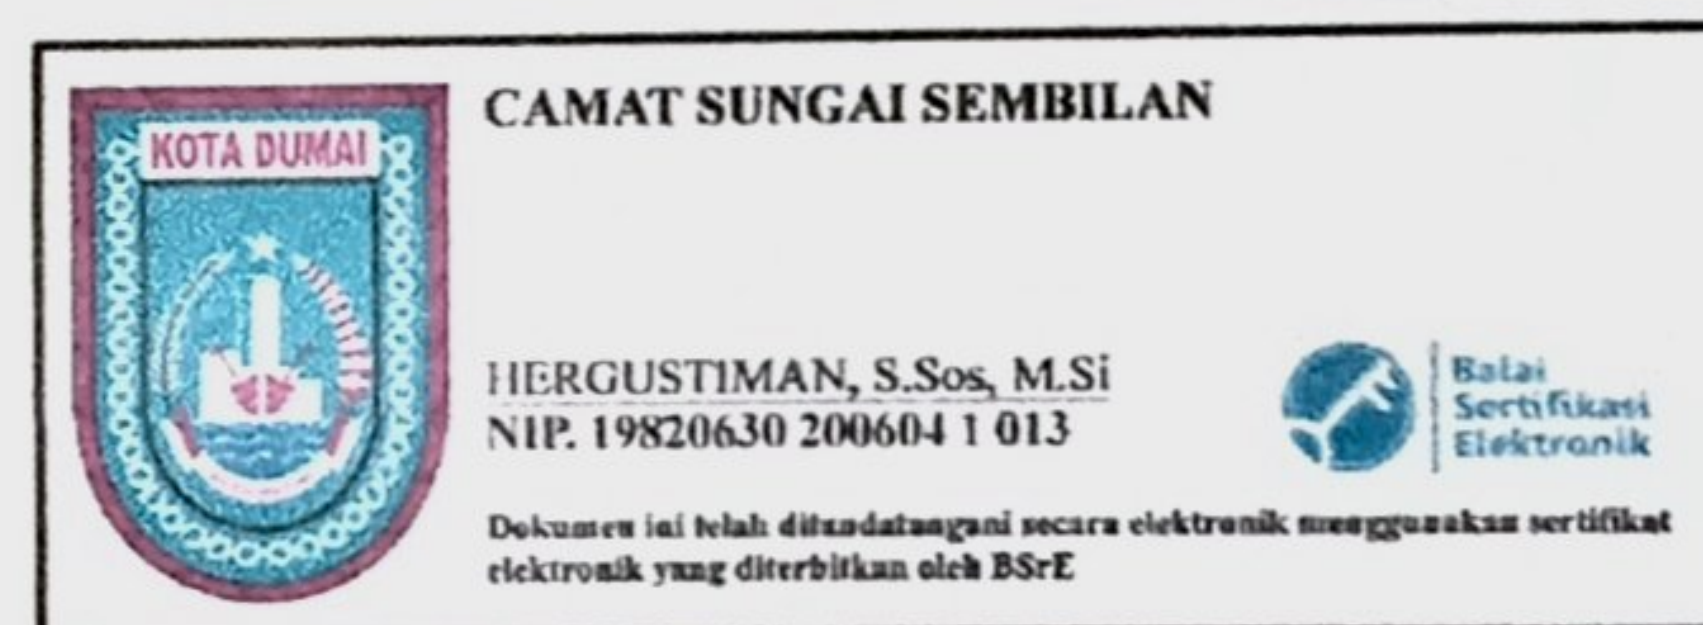 CAMAT SUNGAI SEMBILAN
KOTA DUMAI
HERGUSTIMAN, S.Sos, M.Si
NIP. 19820630 200604 1 013
Balai
Sertifikasi
Elektronik
Dokumen ini telah ditandatangani secara elektronik menggunakan sertifikat
elektronik yang diterbitkan oleh BSrE